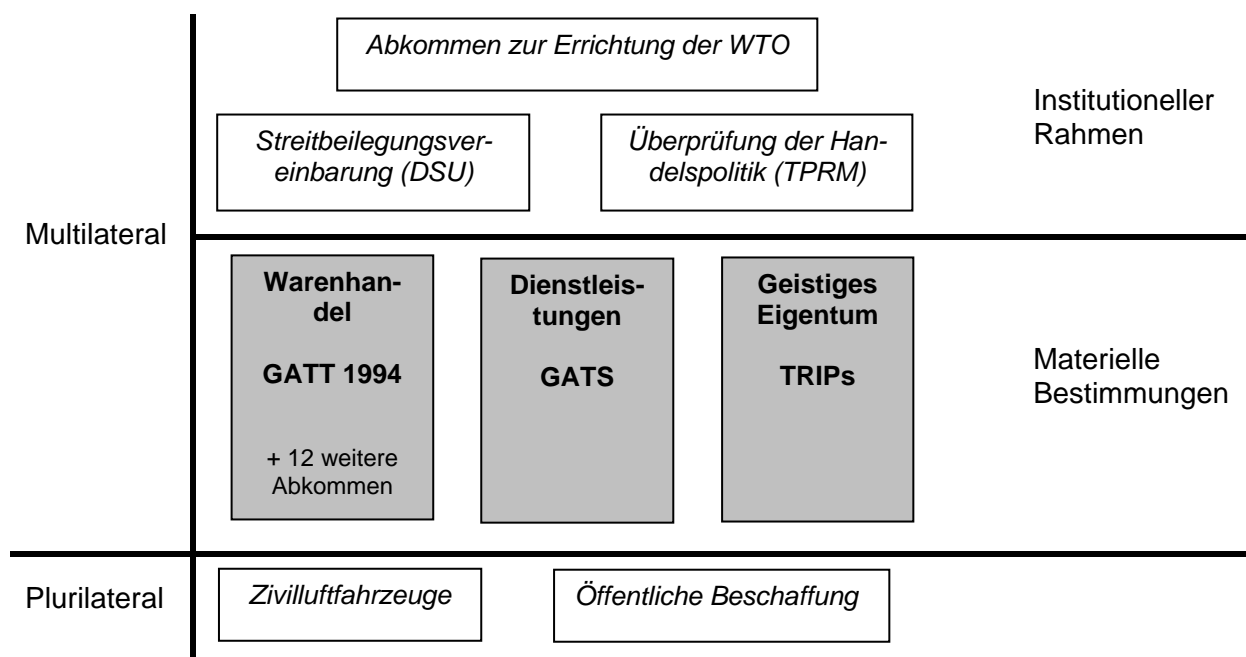 Abkommen zur Errichtung der WTO
Institutioneller
Rahmen
Streitbeilegungsver-
einbarung (DSU)
Überprüfung der Han-
delspolitik (TPRM)
Multilateral
Warenhan-
del
GATT 1994
+ 12 weitere
Abkommen
Dienstleis-
tungen
GATS
Geistiges
Eigentum
TRIPs
Materielle
Bestimmungen
Plurilateral
Zivilluftfahrzeuge
Öffentliche Beschaffung